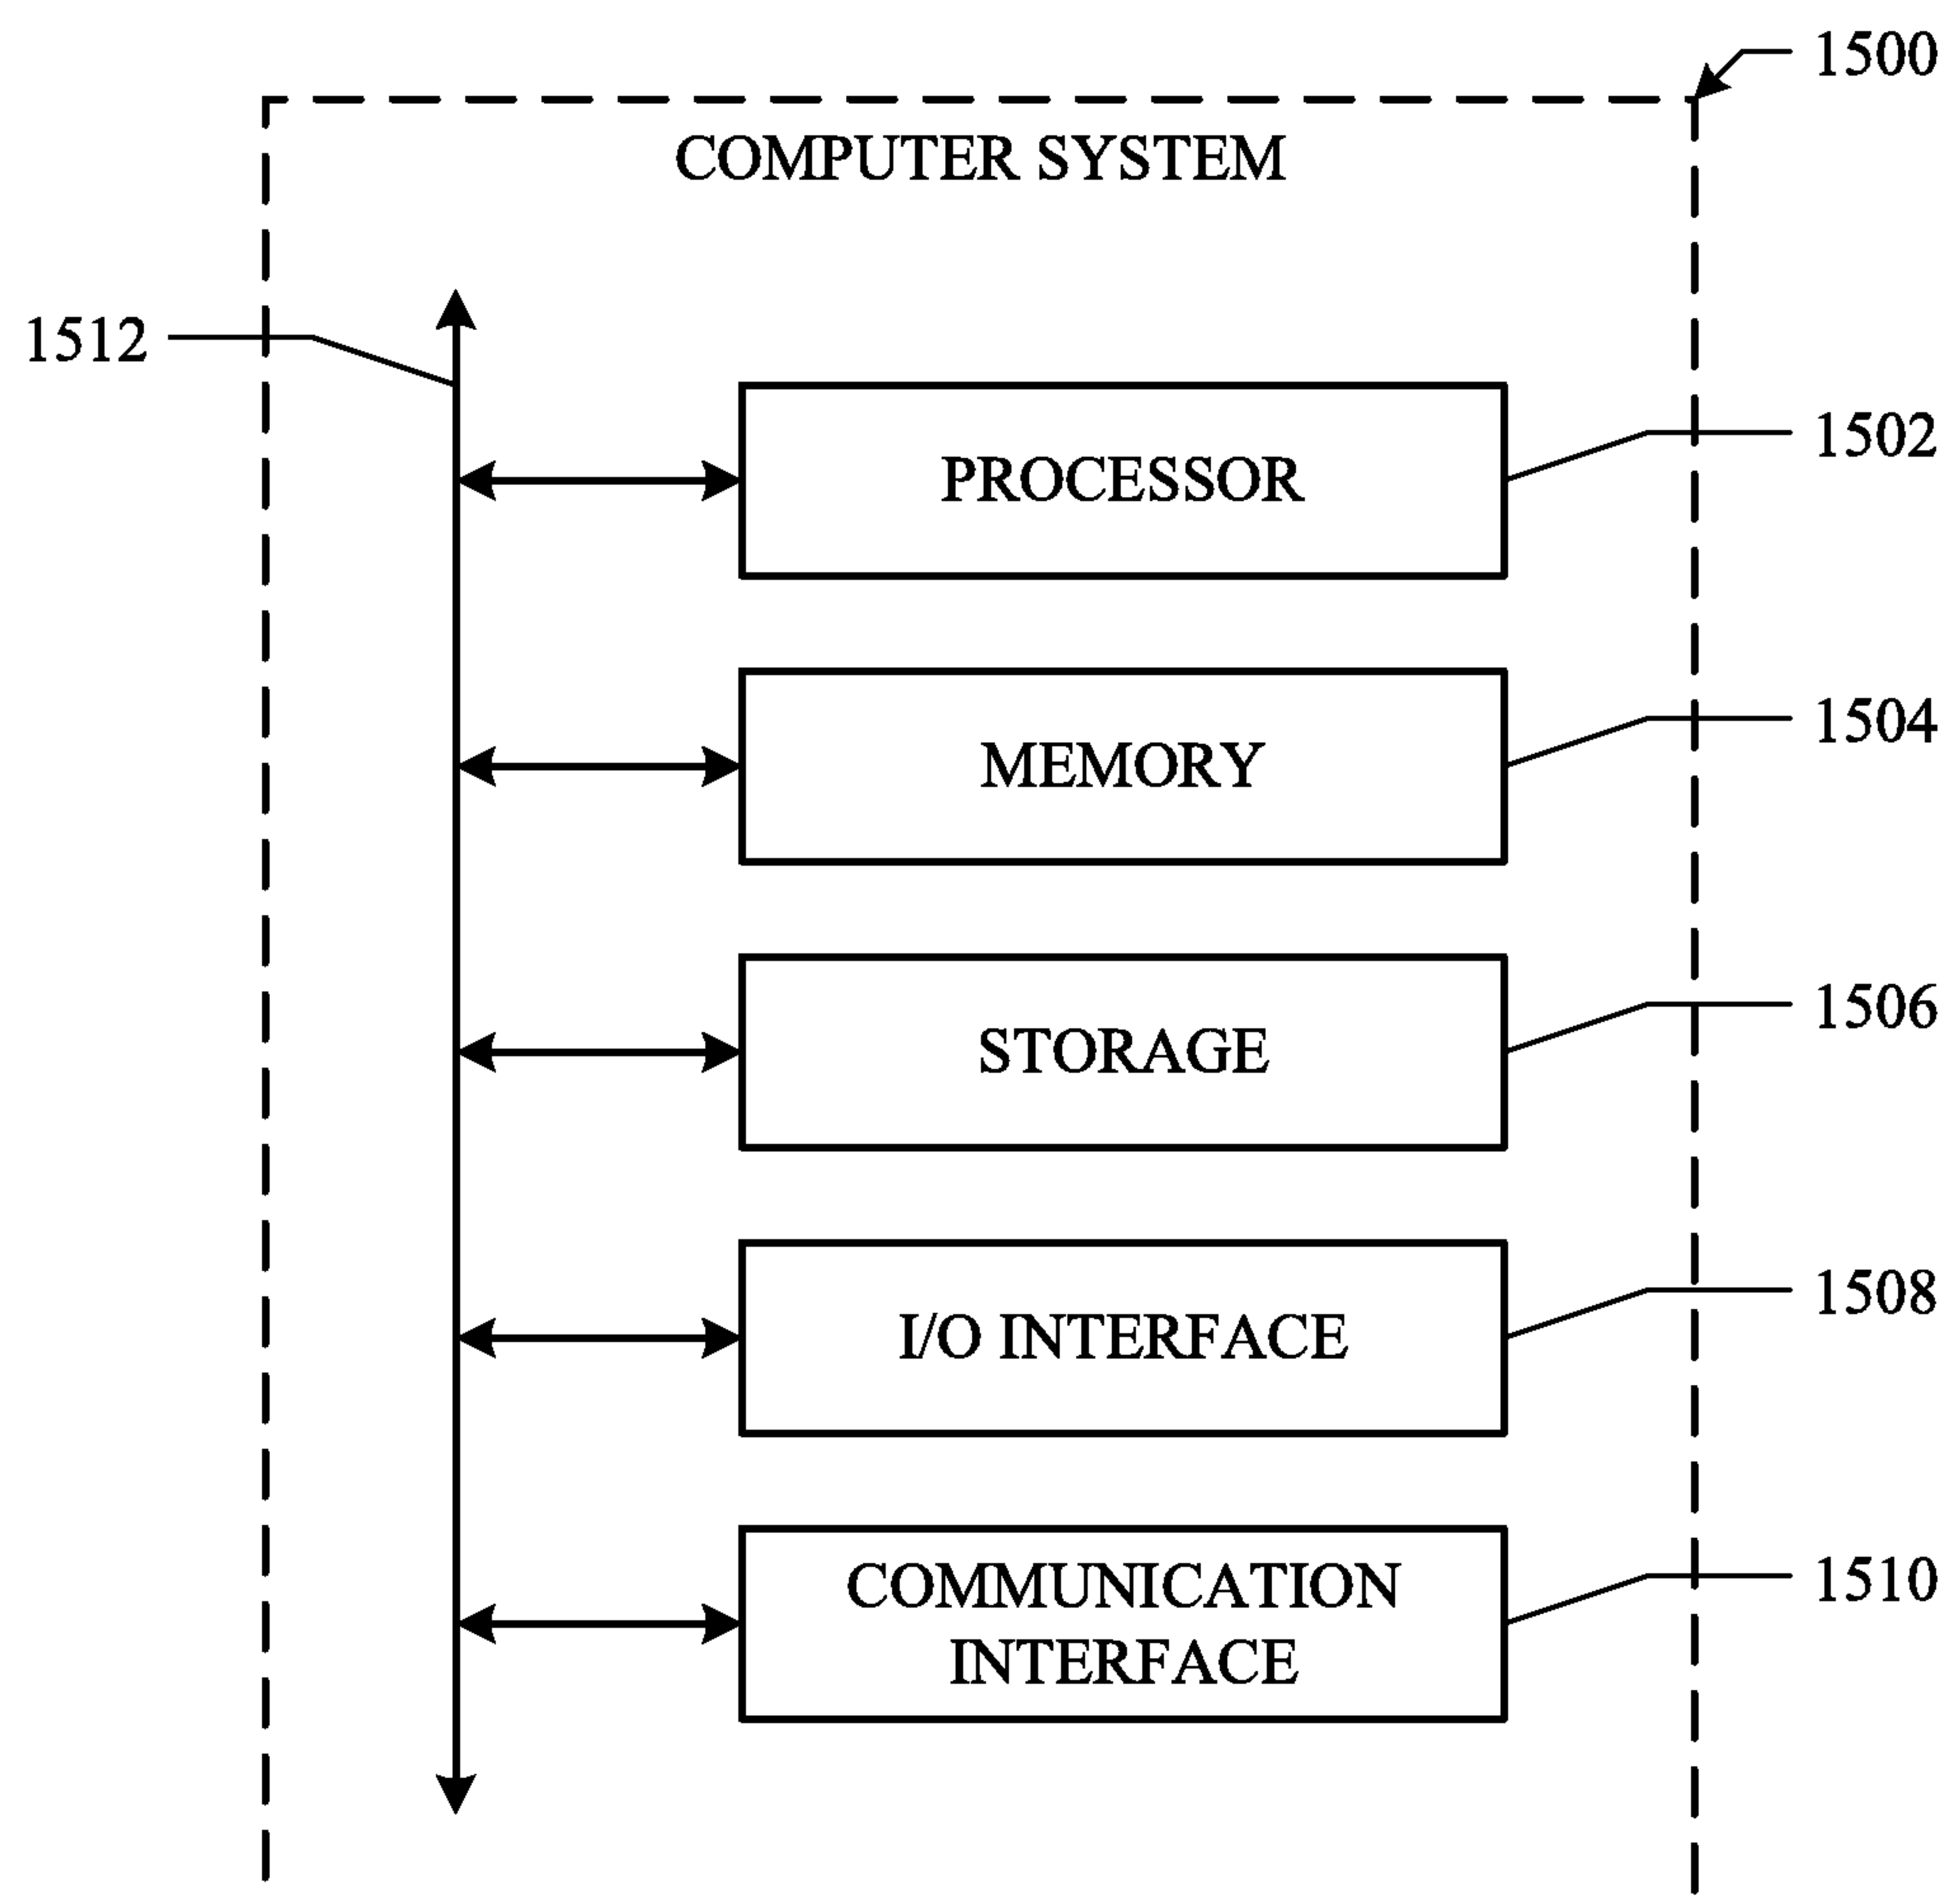 1500
COMPUTER SYSTEM
1512
1502
PROCESSOR
1504
MEMORY
1506
STORAGE
1508
I/O INTERFACE
1510
COMMUNICATION
INTERFACE